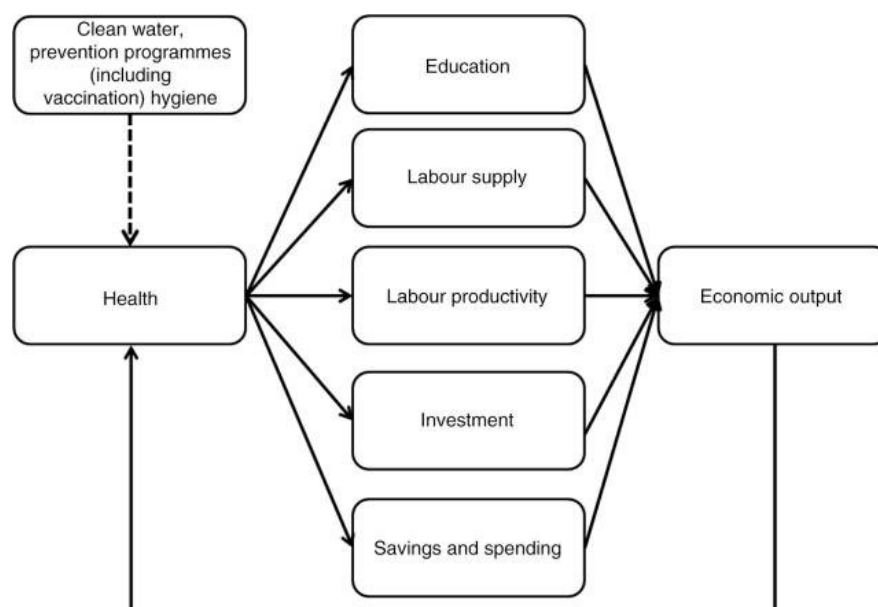 Clean water,
prevention programmes
(including
vaccination) hygiene
Education
Labour supply
Health
Labour productivity
Economic output
Investment
Savings and spending